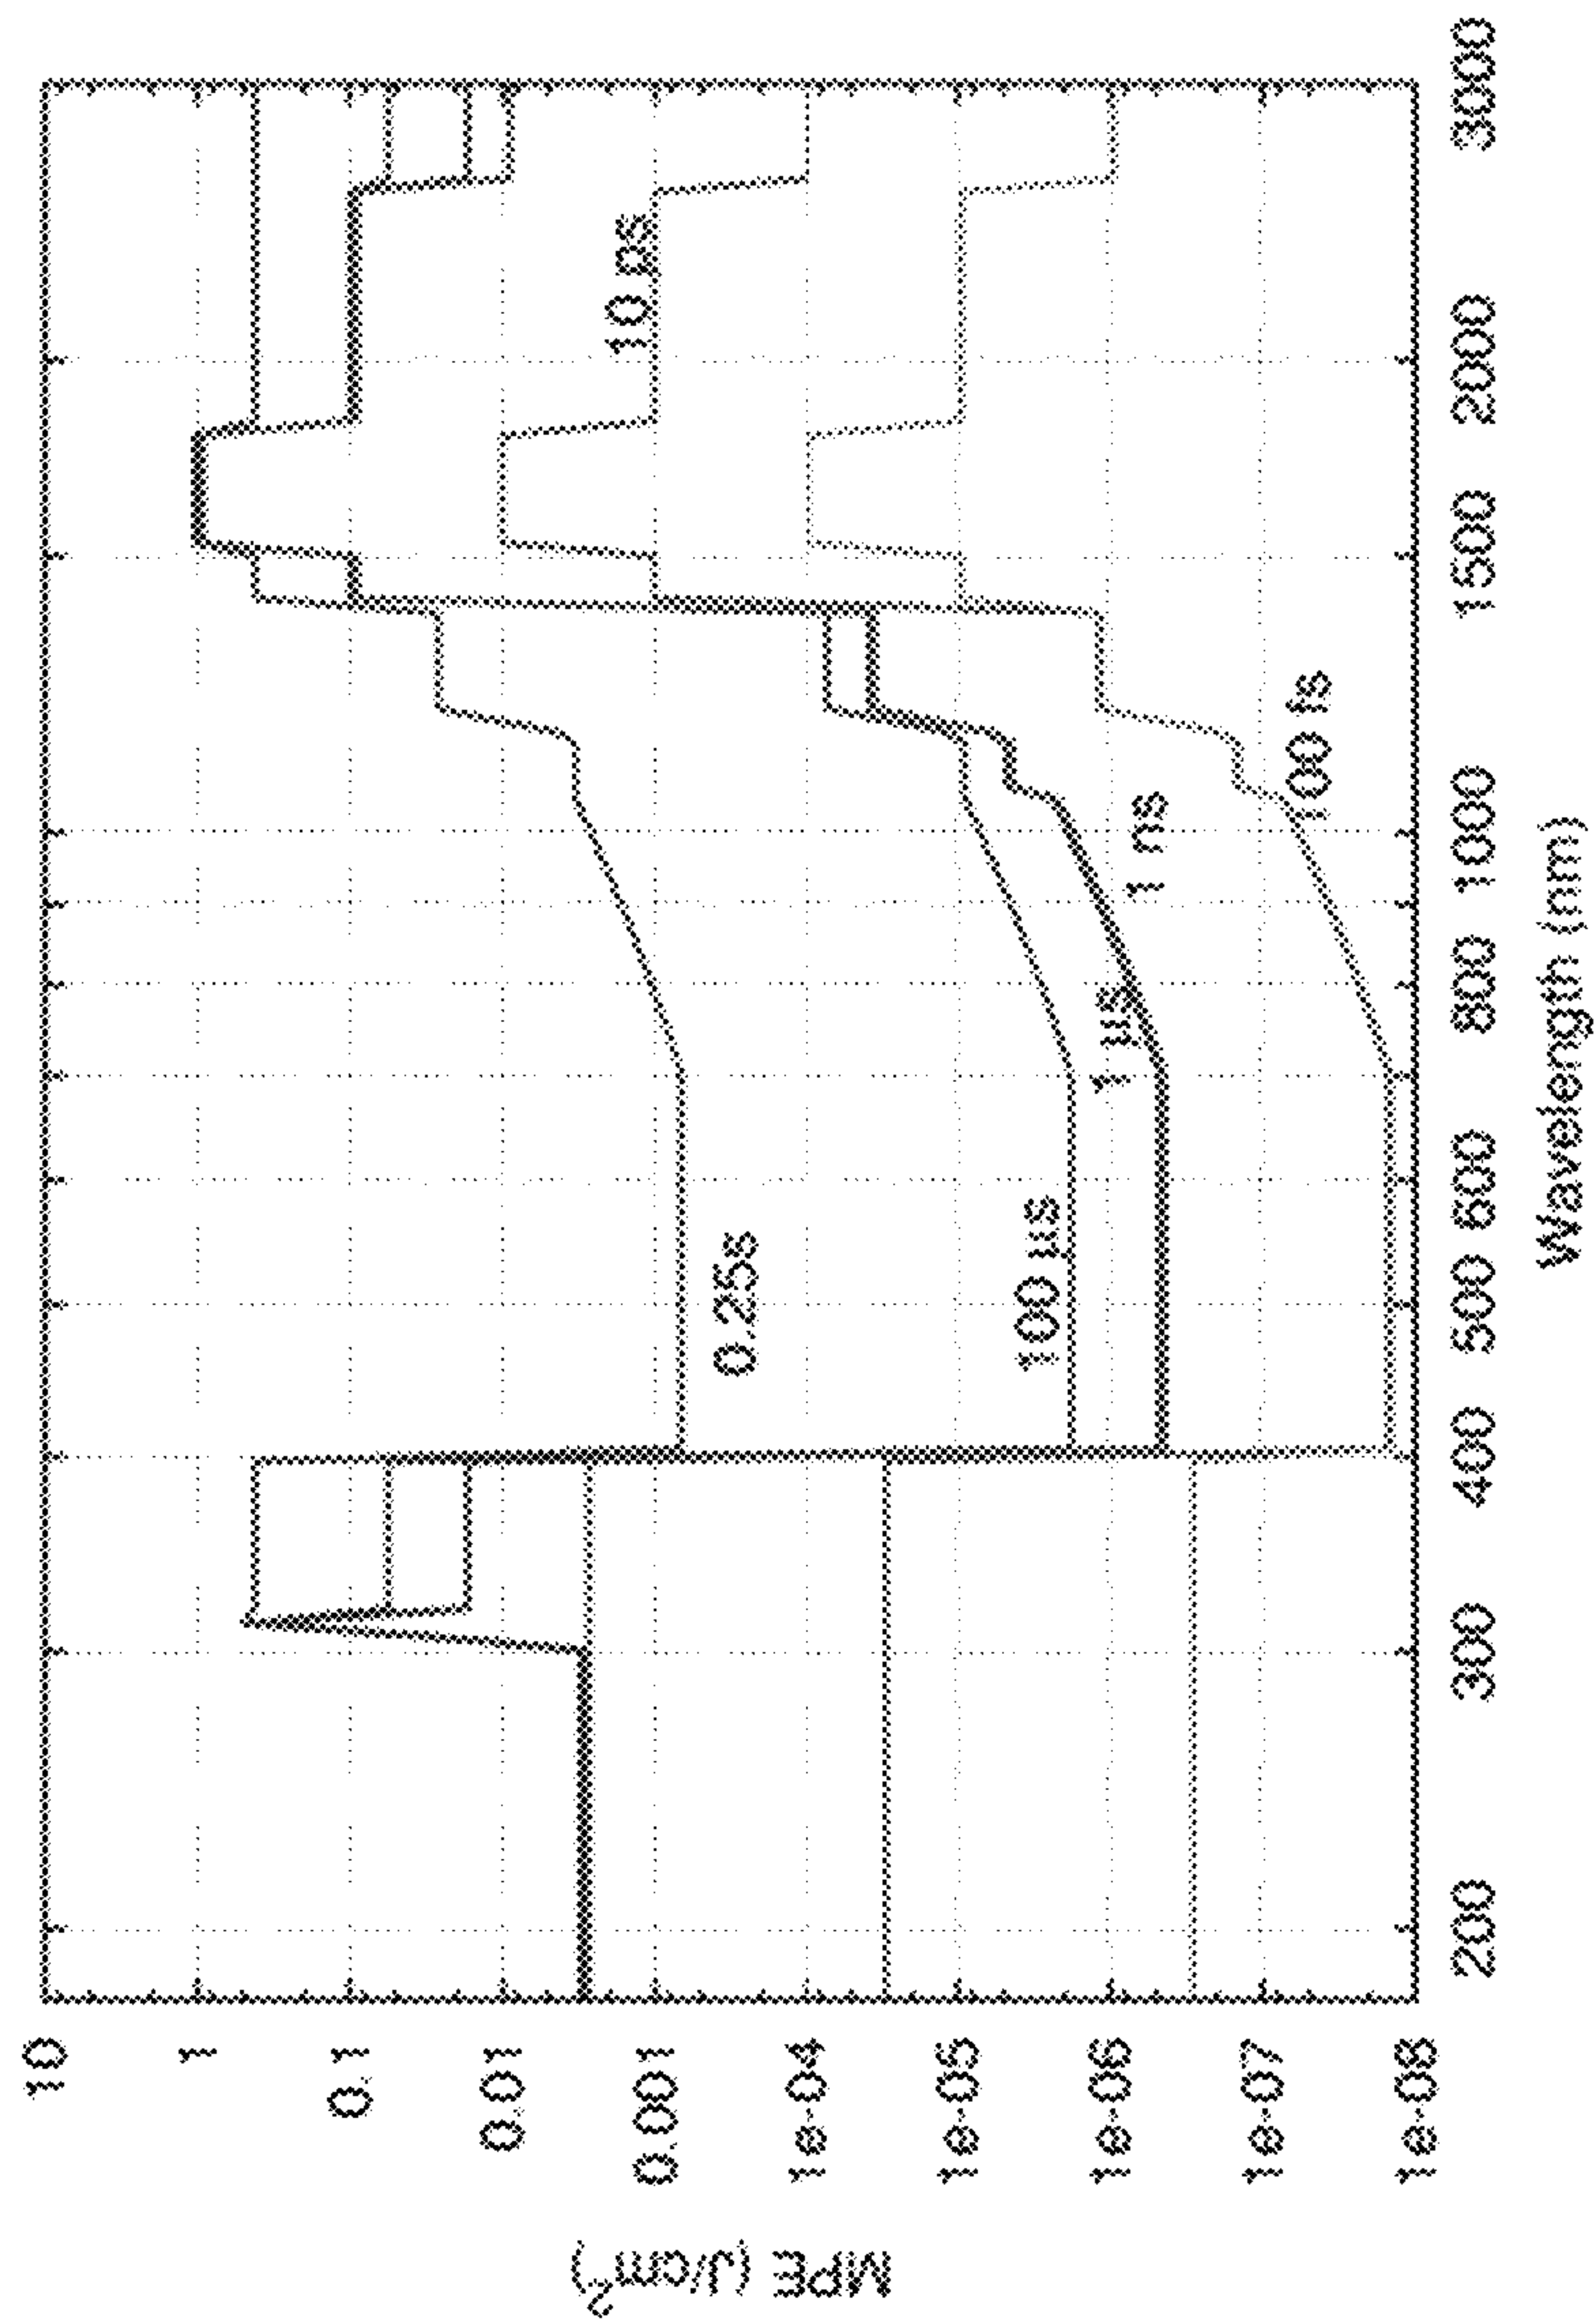 MPE (J/cm²)
10
1
0.1
0.01
0.001
1e-04
1e-05
1e-06
1e-07
1e-08
0.25s
100 µs
1 µs
1 ns
10 ps
100 fs
200
300
400
500
600
800
1000
1500
2000
3000
Wavelength (nm)